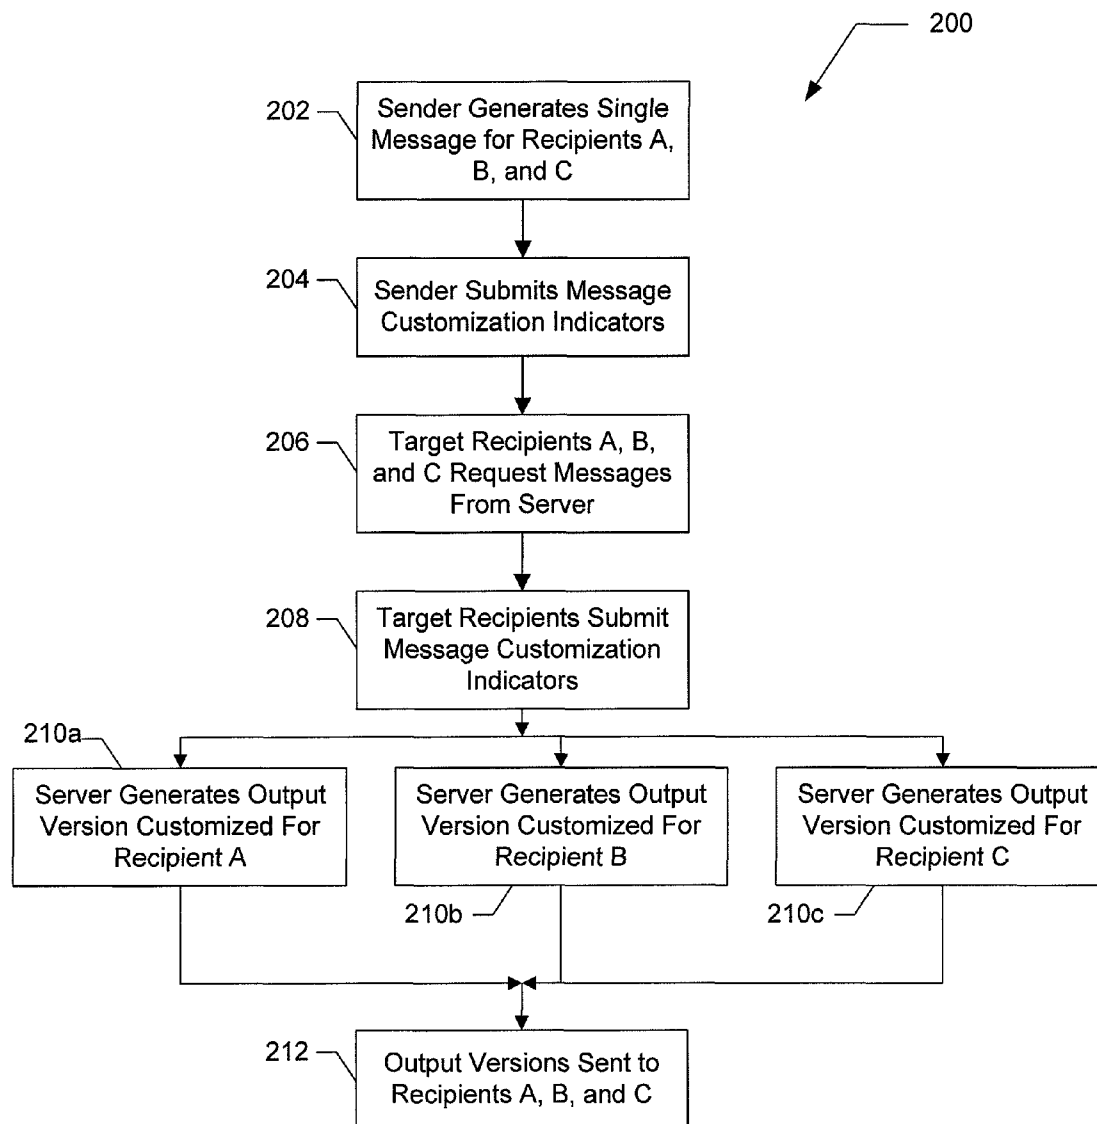 200
202
Sender Generates Single
Message for Recipients A,
B, and C
204
Sender Submits Message
Customization Indicators
206
Target Recipients A, B,
and C Request Messages
From Server
208
Target Recipients Submit
Message Customization
Indicators
210a
Server Generates Output
Version Customized For
Recipient A
Server Generates Output
Version Customized For
Recipient B
210b
Server Generates Output
Version Customized For
Recipient C
210c
212
Output Versions Sent to
Recipients A, B, and C